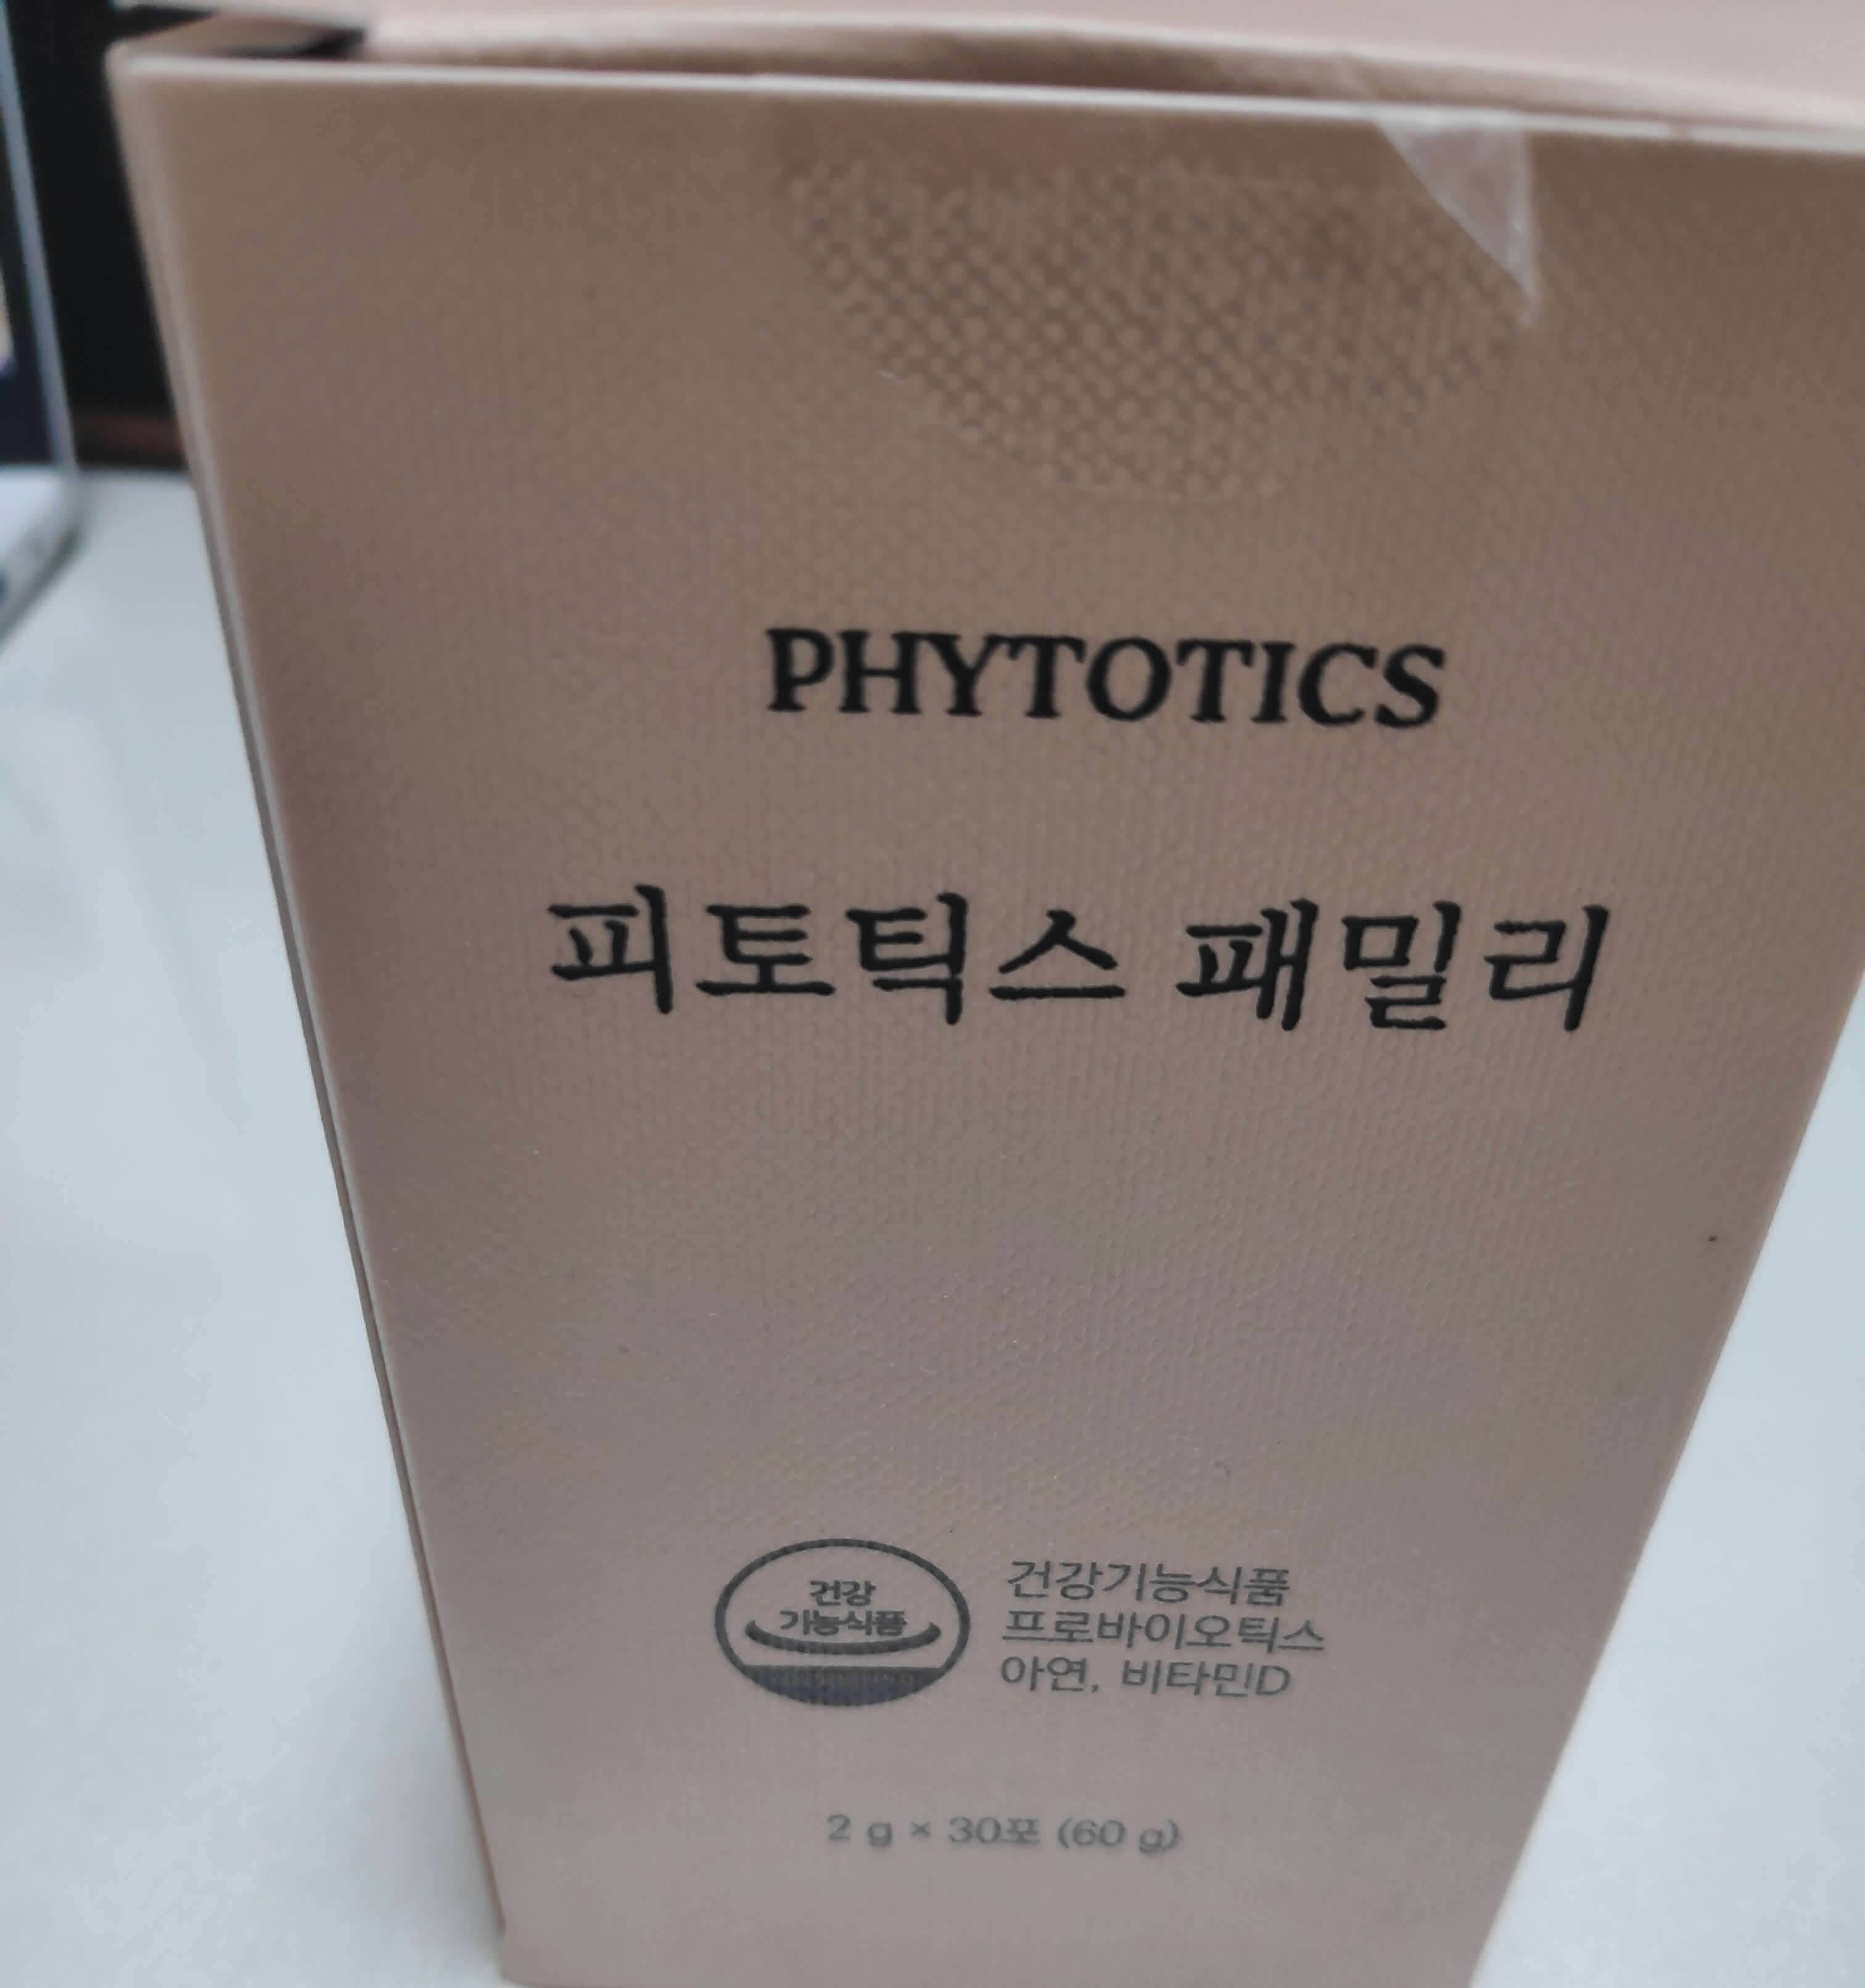 PHYTOTICS
피토틱스 패밀리
건강
기능식품
건강기능식품
프로바이오틱스
아연, 비타민D
2 g × 30포 (60 g)